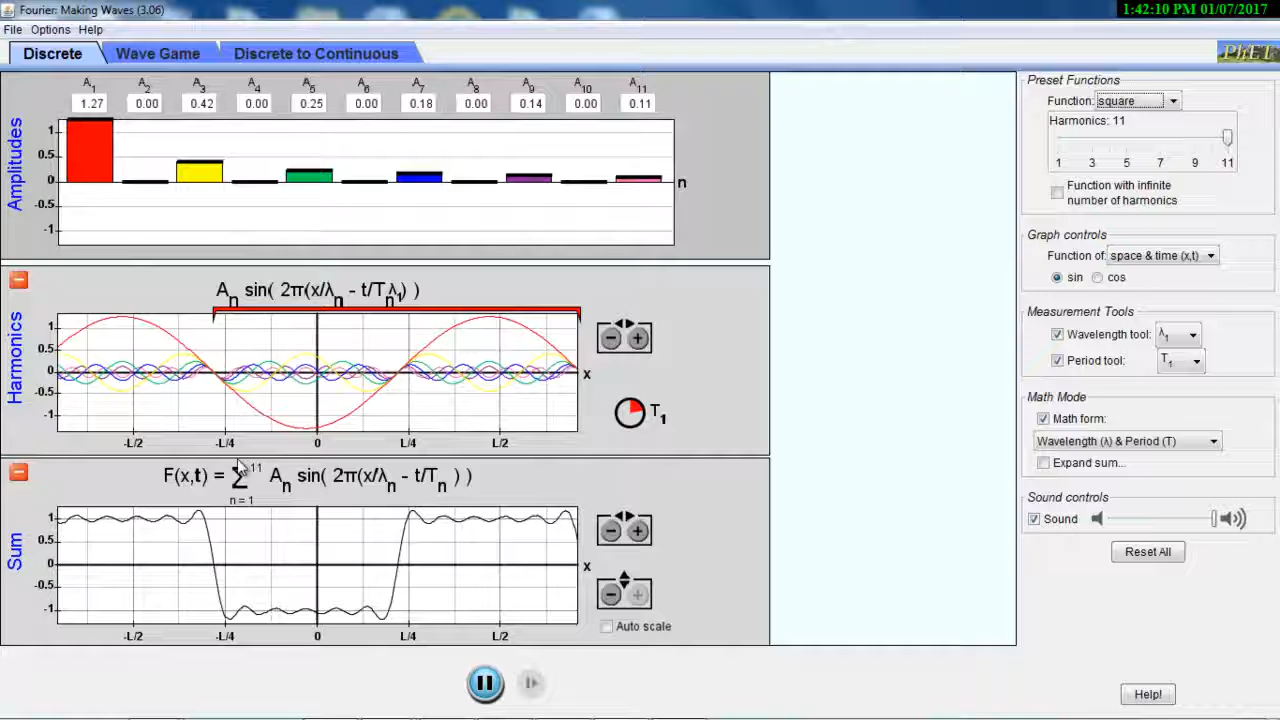 Fourier: Making Waves (3.06)
1:42:10 PM 01/07/2017
File Options Help
Discrete Wave Game Discrete to Continuous
PhET
A1 A2 A3 A4 A5 A6 A7 A8 A9 A10 A11
1.27 0.00 0.42 0.00 0.25 0.00 0.18 0.00 0.14 0.00 0.11
Amplitudes
1
0.5
0
-0.5
-1
n
An sin( 2π(x/λn - t/Tn) )
λ1
Harmonics
1
0.5
0
-0.5
-1
x
-L/2 -L/4 0 L/4 L/2
T1
F(x,t) = Σ An sin( 2π(x/λn - t/Tn ) )
11
n = 1
Sum
1
0.5
0
-0.5
-1
x
-L/2 -L/4 0 L/4 L/2
Auto scale
Preset Functions
Function: square
Harmonics: 11
1 3 5 7 9 11
Function with infinite
number of harmonics
Graph controls
Function of: space & time (x,t)
sin cos
Measurement Tools
Wavelength tool: λ1
Period tool: T1
Math Mode
Math form:
Wavelength (λ) & Period (T)
Expand sum...
Sound controls
Sound
Reset All
Help!